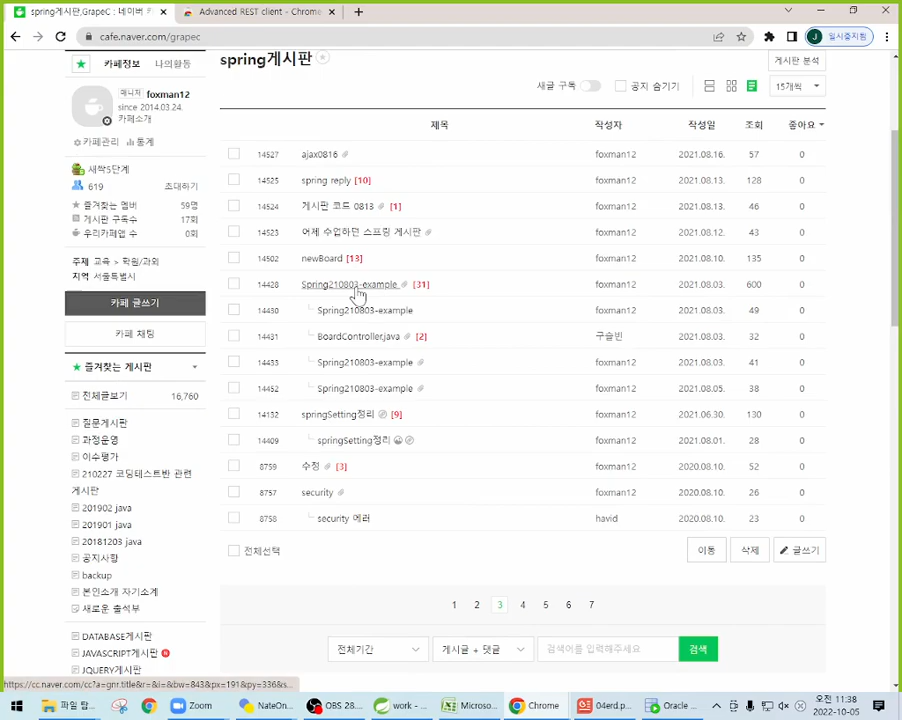 spring게시판,GrapeC : 네이버 카 Advanced REST client - Chrome
cafe.naver.com/grapec 일시중지됨
카페정보 나의활동
매니저 foxman12
since 2014.03.24.
카페소개
카페관리 통계
새싹5단계
619 초대하기
즐겨찾는 멤버 59명
게시판 구독수 17회
우리카페앱 수 0회
주제 교육 > 학원/과외
지역 서울특별시
카페 글쓰기
카페 채팅
즐겨찾는 게시판
전체글보기 16,760
질문게시판
과정운영
이수평가
210227 코딩테스트반 관련
게시판
201902 java
201901 java
20181203 java
공지사항
backup
본인소개 자기소개
새로운 출석부
DATABASE게시판
JAVASCRIPT게시판
JQUERY게시판
spring게시판 게시판 분석
새글 구독 공지 숨기기 15개씩
제목 작성자 작성일 조회 좋아요
14527 ajax0816 foxman12 2021.08.16. 57 0
14525 spring reply [10] foxman12 2021.08.13. 128 0
14524 게시판 코드 0813 [1] foxman12 2021.08.13. 46 0
14523 어제 수업하던 스프링 게시판 foxman12 2021.08.12. 43 0
14502 newBoard [13] foxman12 2021.08.10. 135 0
14428 Spring210803-example [31] foxman12 2021.08.03. 600 0
14430 Spring210803-example foxman12 2021.08.03. 49 0
14431 BoardController.java [2] 구슬빈 2021.08.03. 32 0
14433 Spring210803-example foxman12 2021.08.03. 41 0
14452 Spring210803-example foxman12 2021.08.05. 38 0
14132 springSetting정리 [9] foxman12 2021.06.30. 130 0
14409 springSetting정리 foxman12 2021.08.01. 28 0
8759 수정 [3] foxman12 2020.08.10. 52 0
8757 security foxman12 2020.08.10. 26 0
8758 security 에러 havid 2020.08.10. 23 0
전체선택 이동 삭제 글쓰기
1 2 3 4 5 6 7
전체기간 게시글 + 댓글 검색어를 입력해주세요 검색
https://cc.naver.com/cc?a=gnr.title&r=&i=&bw=843&px=191&py=336&s...
파일 탐... Zoom NateOn... OBS 28.... work - ... Microso... Chrome 04erd.p... Oracle ... 오전 11:38
2022-10-05